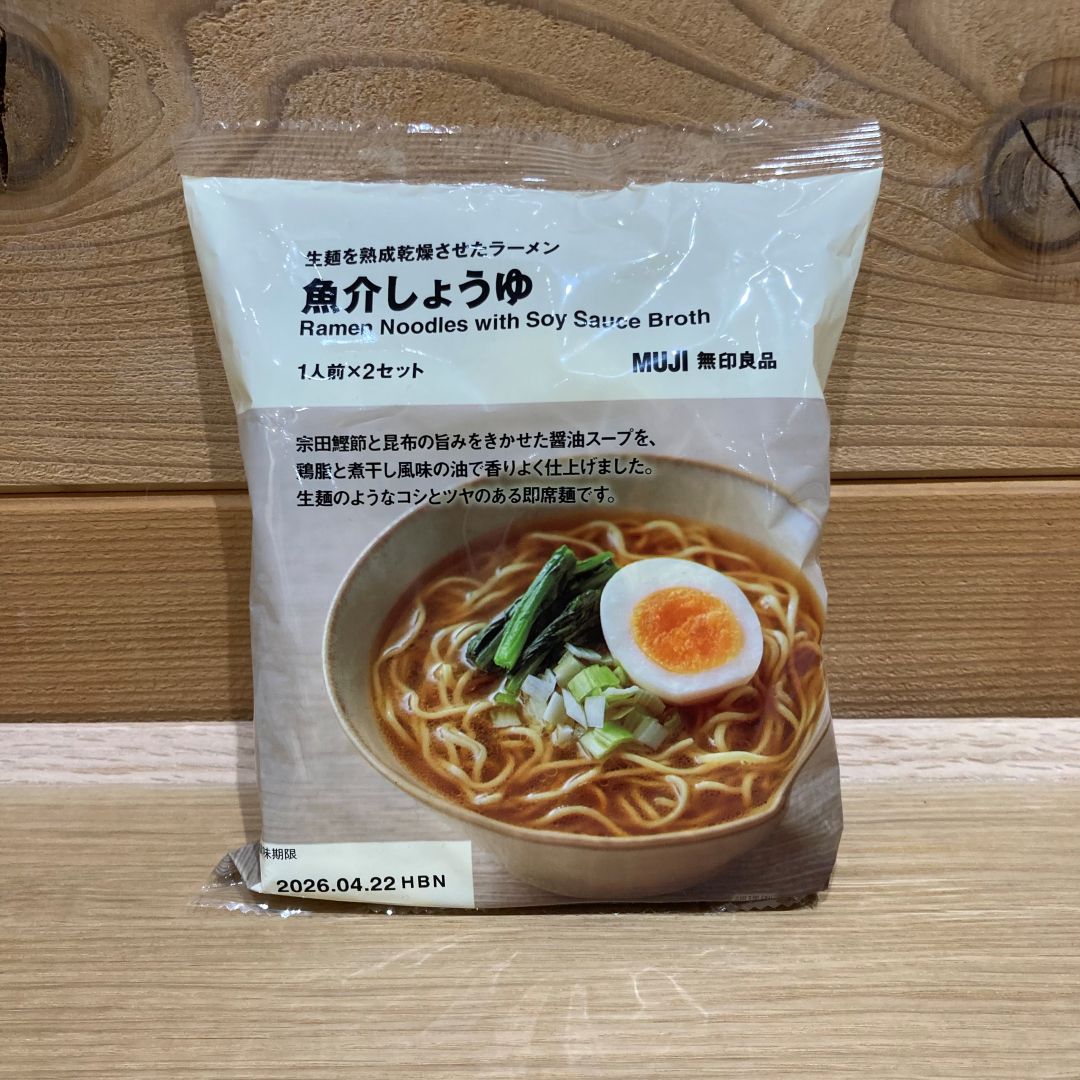 生麺を熟成乾燥させたラーメン
魚介しょうゆ
Ramen Noodles with Soy Sauce Broth
1人前×2セット
MUJI 無印良品
宗田鰹節と昆布の旨みをきかせた醤油スープを、
鶏脂と煮干し風味の油で香りよく仕上げました。
生麺のようなコシとツヤのある即席麺です。
味期限
2026.04.22 HBN